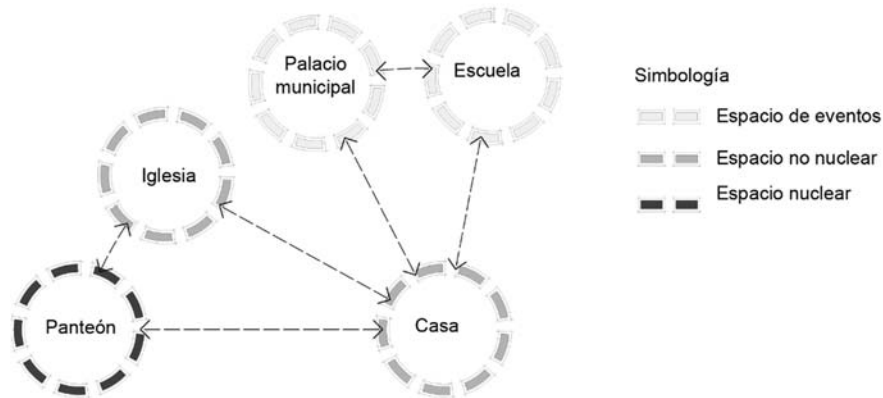 Palacio
municipal
Escuela
Iglesia
Panteón
Casa
Simbología
Espacio de eventos
Espacio no nuclear
Espacio nuclear